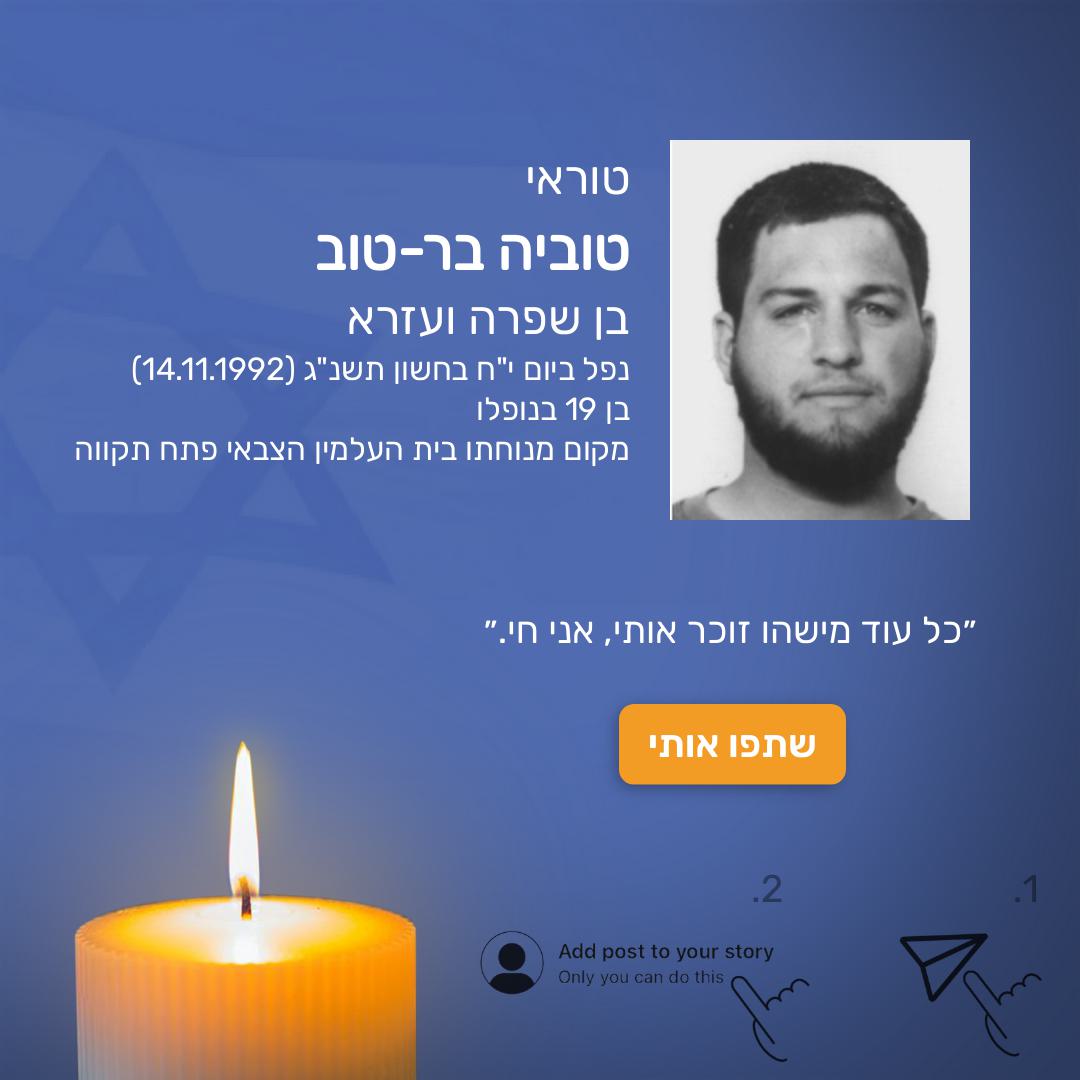 טוראי
טוביה בר-טוב
בן שפרה ועזרא
נפל ביום י"ח בחשון תשנ"ג (14.11.1992)
בן 19 בנופלו
מקום מנוחתו בית העלמין הצבאי פתח תקווה
״כל עוד מישהו זוכר אותי, אני חי.״
שתפו אותי
1.
2.
Add post to your story
Only you can do this